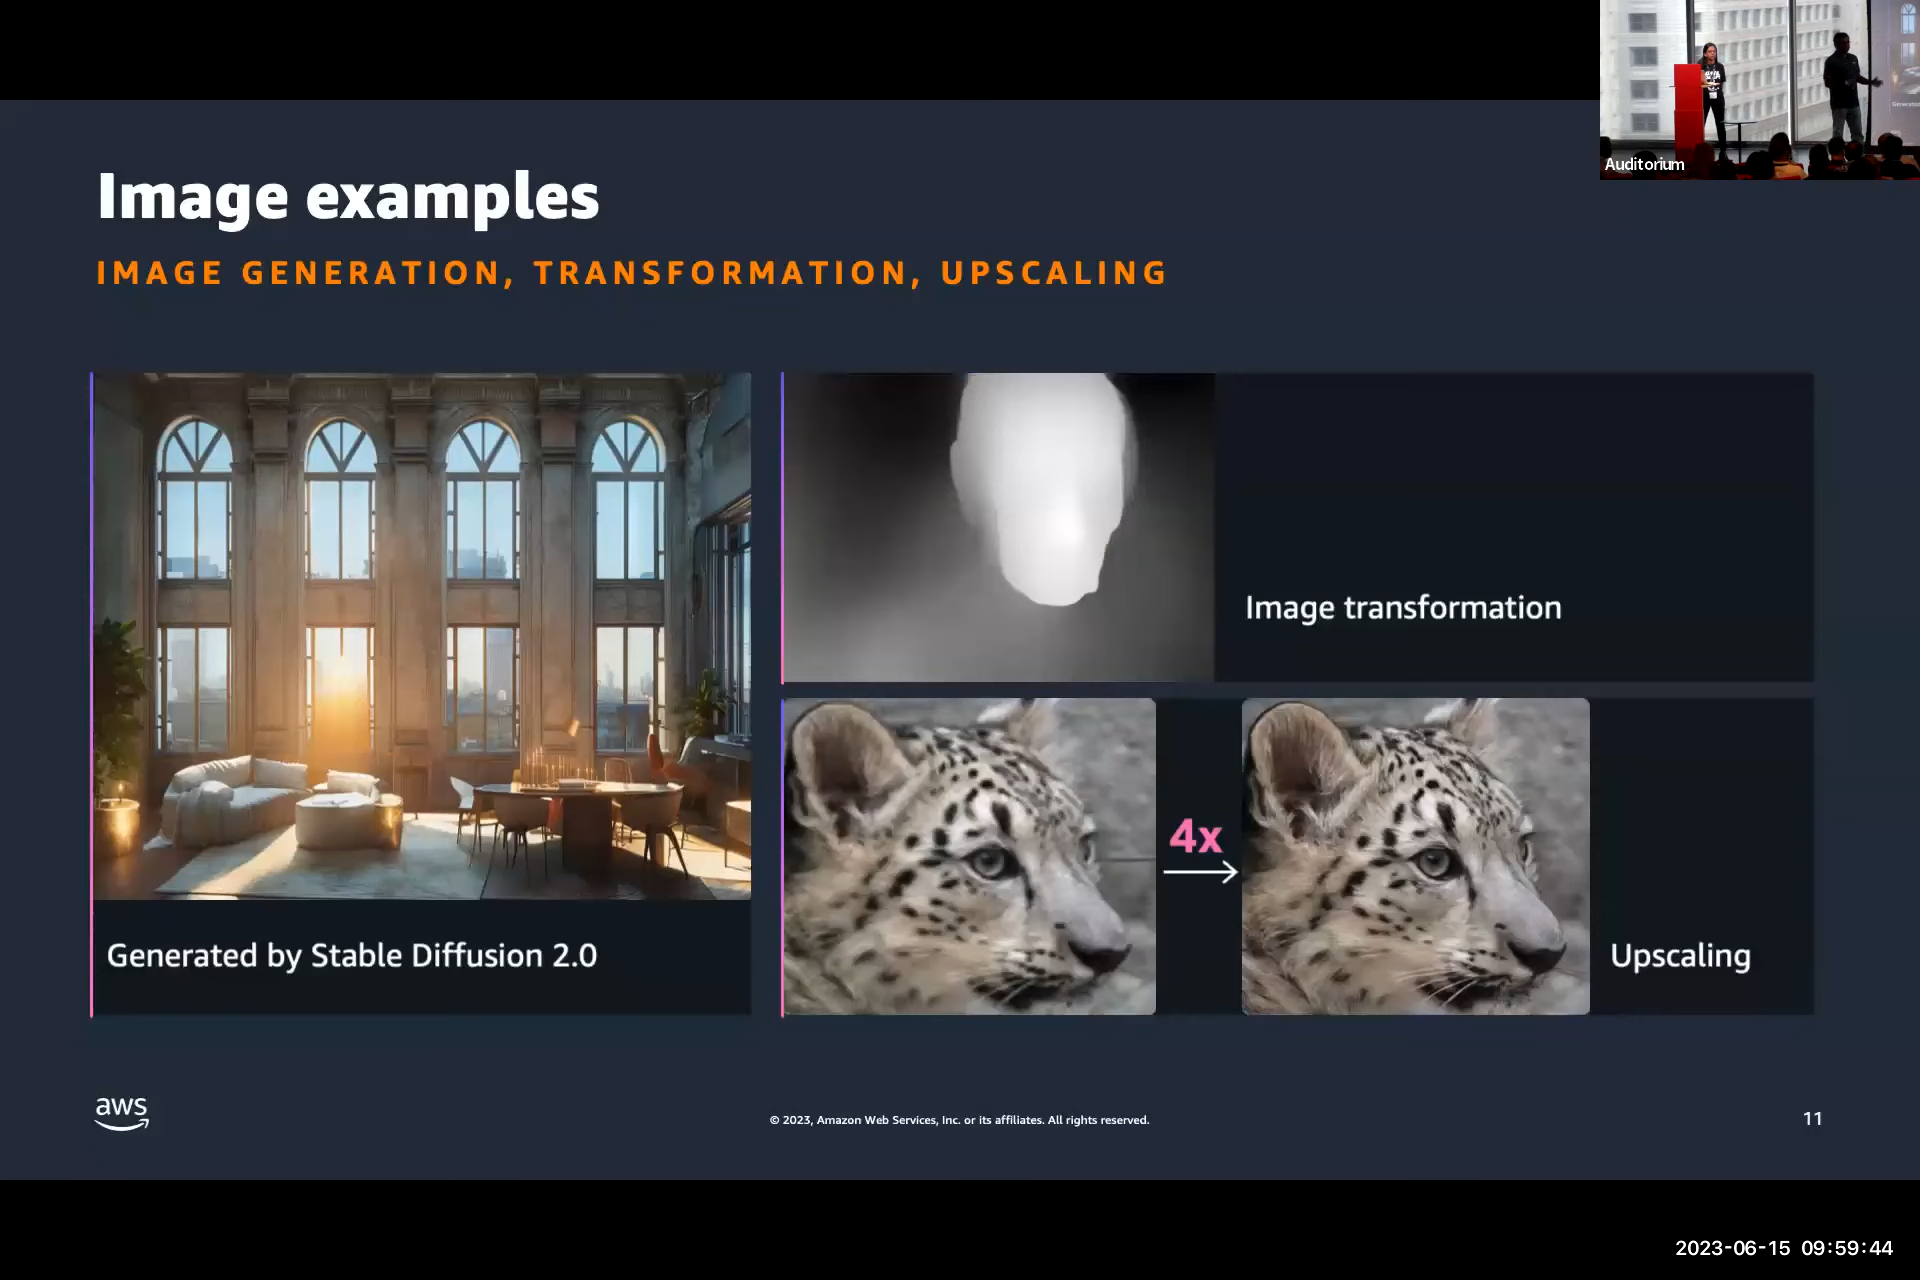 Auditorium
Image examples
IMAGE GENERATION, TRANSFORMATION, UPSCALING
Image transformation
4x
Generated by Stable Diffusion 2.0
Upscaling
aws
© 2023, Amazon Web Services, Inc. or its affiliates. All rights reserved.
11
2023-06-15 09:59:44